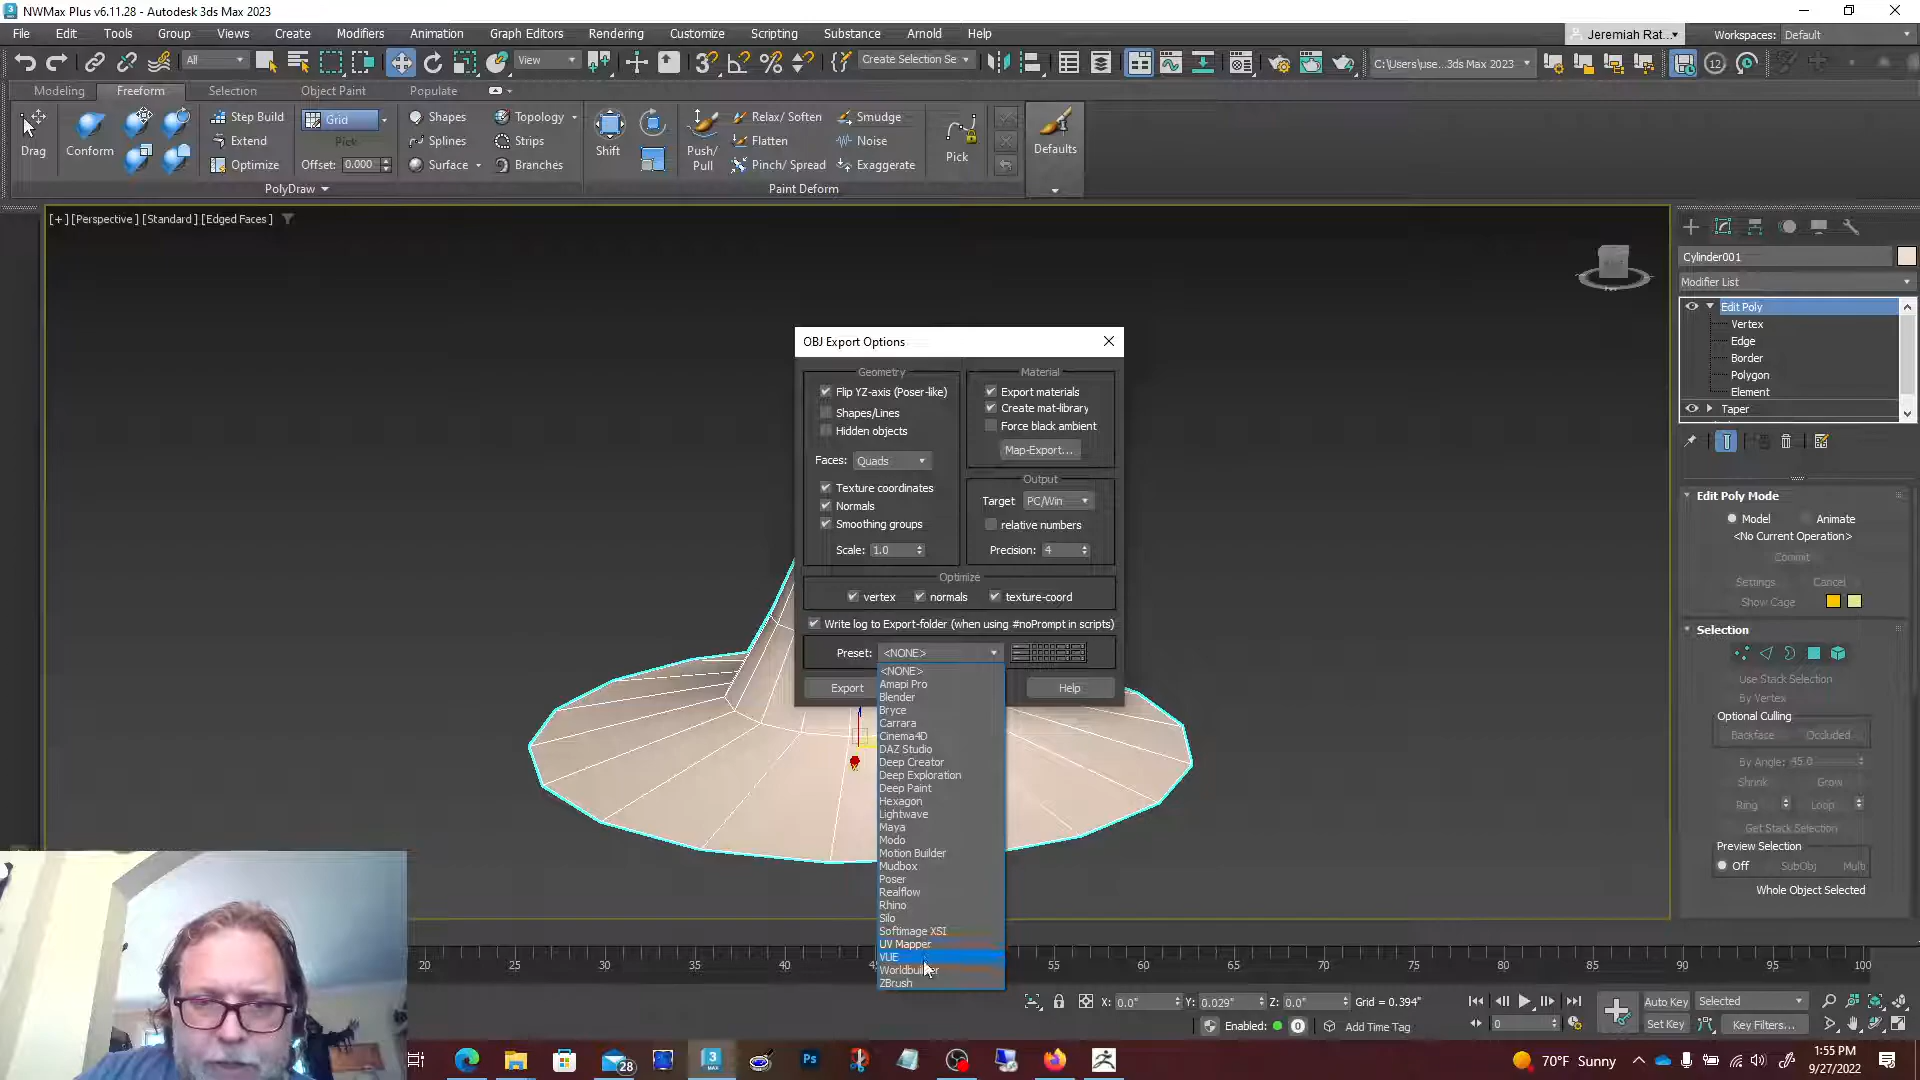 NWMax Plus v6.11.28 - Autodesk 3ds Max 2023
File Edit Tools Group Views Create Modifiers Animation Graph Editors Rendering Customize Scripting Substance Arnold Help
Jeremiah Rat... Workspaces: Default
All View Create Selection Se C:\Users\use...3ds Max 2023 12
Modeling Freeform Selection Object Paint Populate
Drag Conform Step Build Extend Optimize Grid Pick Offset: 0.000
Shapes Splines Surface Topology Strips Branches
Shift Push/ Pull Relax/ Soften Flatten Pinch/ Spread Smudge Noise Exaggerate Pick Defaults
PolyDraw Paint Deform
[+] [Perspective] [Standard] [Edged Faces]
OBJ Export Options
Geometry
Flip YZ-axis (Poser-like)
Shapes/Lines
Hidden objects
Faces: Quads
Texture coordinates
Normals
Smoothing groups
Scale: 1.0
Material
Export materials
Create mat-library
Force black ambient
Map-Export...
Output
Target PC/Win
relative numbers
Precision: 4
Optimize
vertex normals texture-coord
Write log to Export-folder (when using #noPrompt in scripts)
Preset: <NONE>
Export Help
<NONE>
Amapi Pro
Blender
Bryce
Carrara
Cinema4D
DAZ Studio
Deep Creator
Deep Exploration
Deep Paint
Hexagon
Lightwave
Maya
Modo
Motion Builder
Mudbox
Poser
Realflow
Rhino
Silo
Softimage XSI
UV Mapper
VUE
Worldbuilder
ZBrush
Cylinder001
Modifier List
Edit Poly
Vertex
Edge
Border
Polygon
Element
Taper
Edit Poly Mode
Model Animate
<No Current Operation>
Commit
Settings Cancel
Show Cage
Selection
Use Stack Selection
By Vertex
Optional Culling
Backface Occluded
By Angle: 45.0
Shrink Grow
Ring Loop
Get Stack Selection
Preview Selection
Off SubObj Multi
Whole Object Selected
20 25 30 35 40 55 60 65 70 75 80 85 90 95 100
X: 0.0" Y: 0.029" Z: 0.0" Grid = 0.394"
Auto Key Selected
Enabled: 0 Add Time Tag
0 Set Key Key Filters...
28 3 MAX Ps 70°F Sunny
1:55 PM
9/27/2022